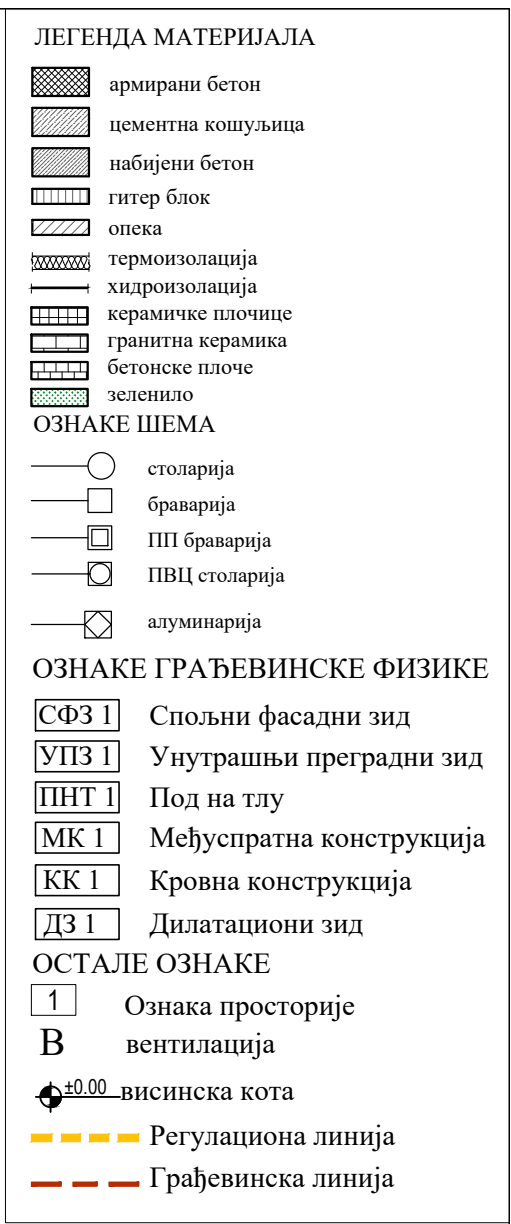 ЛЕГЕНДА МАТЕРИЈАЛА
армирани бетон
цементна кошуљица
набијени бетон
гитер блок
опека
термоизолација
хидроизолација
керамичке плочице
гранитна керамика
бетонске плоче
зеленило
ОЗНАКЕ ШЕМА
столарија
браварија
ПП браварија
ПВЦ столарија
алуминарија
ОЗНАКЕ ГРАЂЕВИНСКЕ ФИЗИКЕ
СФЗ 1 Спољни фасадни зид
УПЗ 1 Унутрашњи преградни зид
ПНТ 1 Под на тлу
МК 1 Међуспратна конструкција
КК 1 Кровна конструкција
ДЗ 1 Дилатациони зид
ОСТАЛЕ ОЗНАКЕ
1 Ознака просторије
В вентилација
±0.00 висинска кота
Регулациона линија
Грађевинска линија